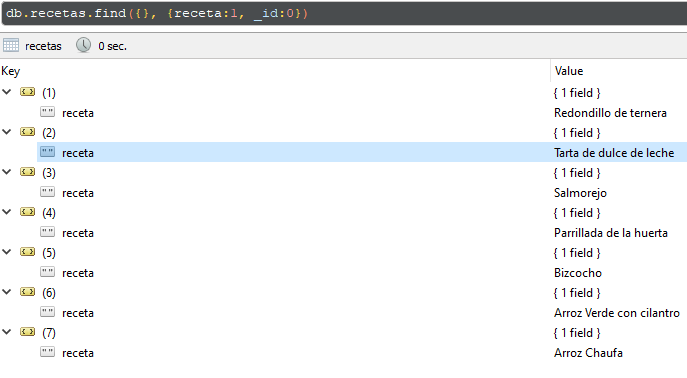 db.recetas.find({}, {receta:1, _id:0})
recetas 0 sec.
Key Value
(1) { 1 field }
receta Redondillo de ternera
(2) { 1 field }
receta Tarta de dulce de leche
(3) { 1 field }
receta Salmorejo
(4) { 1 field }
receta Parrillada de la huerta
(5) { 1 field }
receta Bizcocho
(6) { 1 field }
receta Arroz Verde con cilantro
(7) { 1 field }
receta Arroz Chaufa